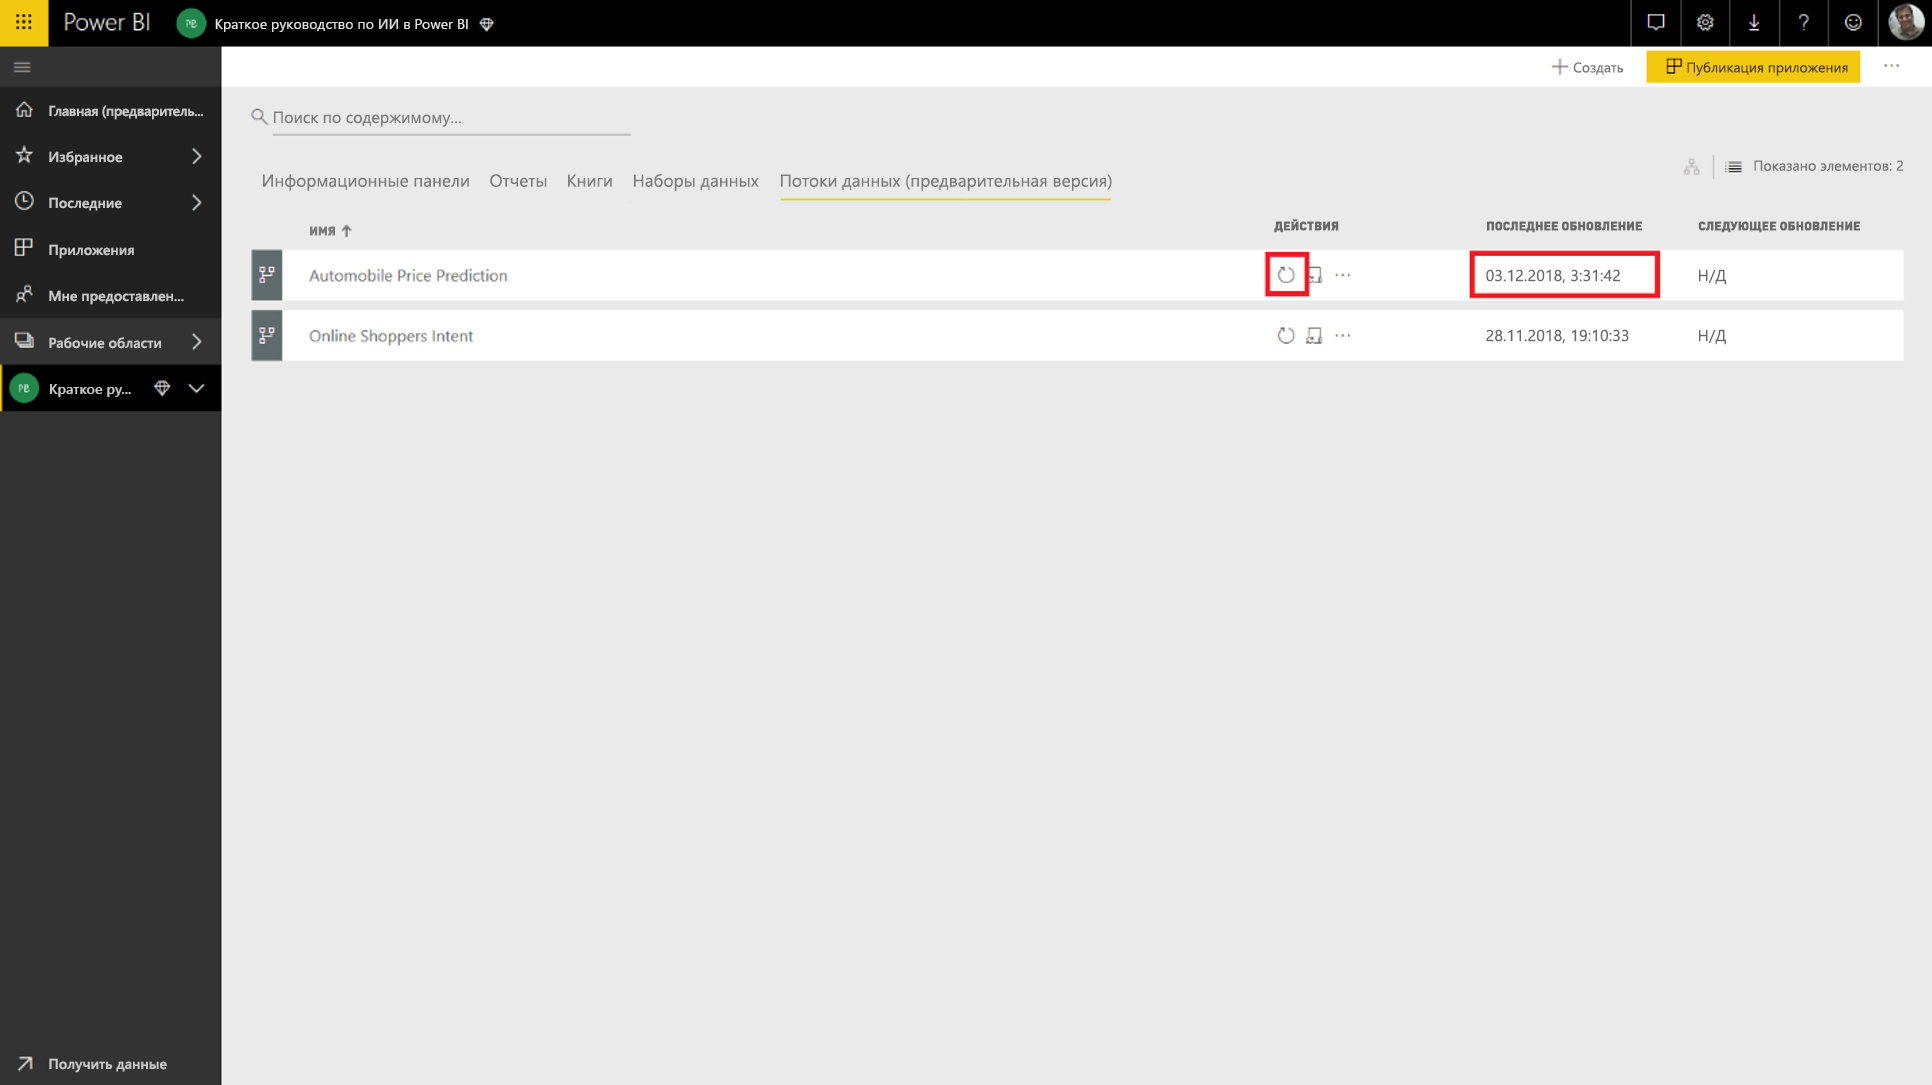 Power BI
PB
Краткое руководство по ИИ в Power BI
?
Создать
Публикация приложения
...
Главная (предваритель...
Избранное
Последние
Приложения
Мне предоставлен...
Рабочие области
PB
Краткое ру...
Получить данные
Поиск по содержимому...
Информационные панели Отчеты Книги Наборы данных Потоки данных (предварительная версия)
Показано элементов: 2
ИМЯ ДЕЙСТВИЯ ПОСЛЕДНЕЕ ОБНОВЛЕНИЕ СЛЕДУЮЩЕЕ ОБНОВЛЕНИЕ
Automobile Price Prediction ... 03.12.2018, 3:31:42 Н/Д
Online Shoppers Intent ... 28.11.2018, 19:10:33 Н/Д